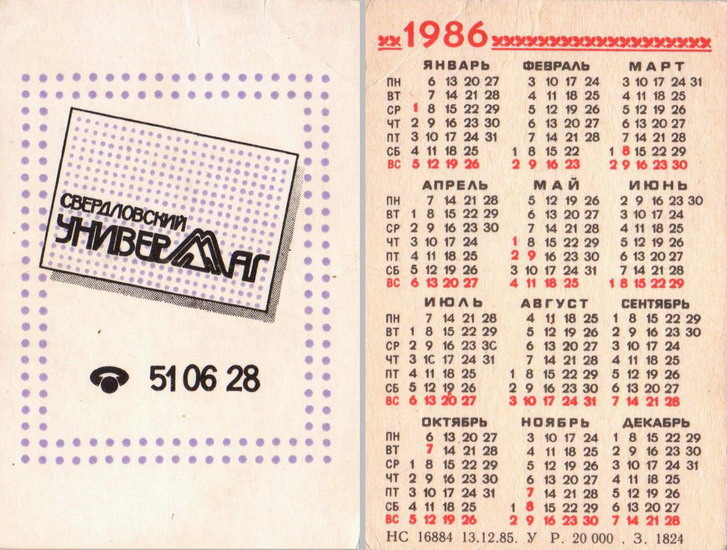 СВЕРДЛОВСКИЙ
УНИВЕРМАГ
51 06 28
1986
ЯНВАРЬ ФЕВРАЛЬ МАРТ
ПН 6 13 20 27 3 10 17 24 3 10 17 24 31
ВТ 7 14 21 28 4 11 18 25 4 11 18 25
СР 1 8 15 22 29 5 12 19 26 5 12 19 26
ЧТ 2 9 16 23 30 6 13 20 27 6 13 20 27
ПТ 3 10 17 24 31 7 14 21 28 7 14 21 28
СБ 4 11 18 25 1 8 15 22 1 8 15 22 29
ВС 5 12 19 26 2 9 16 23 2 9 16 23 30
АПРЕЛЬ МАЙ ИЮНЬ
ПН 7 14 21 28 5 12 19 26 2 9 16 23 30
ВТ 1 8 15 22 29 6 13 20 27 3 10 17 24
СР 2 9 16 23 30 7 14 21 28 4 11 18 25
ЧТ 3 10 17 24 1 8 15 22 29 5 12 19 26
ПТ 4 11 18 25 2 9 16 23 30 6 13 20 27
СБ 5 12 19 26 3 10 17 24 31 7 14 21 28
ВС 6 13 20 27 4 11 18 25 1 8 15 22 29
ИЮЛЬ АВГУСТ СЕНТЯБРЬ
ПН 7 14 21 28 4 11 18 25 1 8 15 22 29
ВТ 1 8 15 22 29 5 12 19 26 2 9 16 23 30
СР 2 9 16 23 30 6 13 20 27 3 10 17 24
ЧТ 3 10 17 24 31 7 14 21 28 4 11 18 25
ПТ 4 11 18 25 1 8 15 22 29 5 12 19 26
СБ 5 12 19 26 2 9 16 23 30 6 13 20 27
ВС 6 13 20 27 3 10 17 24 31 7 14 21 28
ОКТЯБРЬ НОЯБРЬ ДЕКАБРЬ
ПН 6 13 20 27 3 10 17 24 1 8 15 22 29
ВТ 7 14 21 28 4 11 18 25 2 9 16 23 30
СР 1 8 15 22 29 5 12 19 26 3 10 17 24 31
ЧТ 2 9 16 23 30 6 13 20 27 4 11 18 25
ПТ 3 10 17 24 31 7 14 21 28 5 12 19 26
СБ 4 11 18 25 1 8 15 22 29 6 13 20 27
ВС 5 12 19 26 2 9 16 23 30 7 14 21 28
НС 16884 13.12.85. У Р. 20 000 . З. 1824